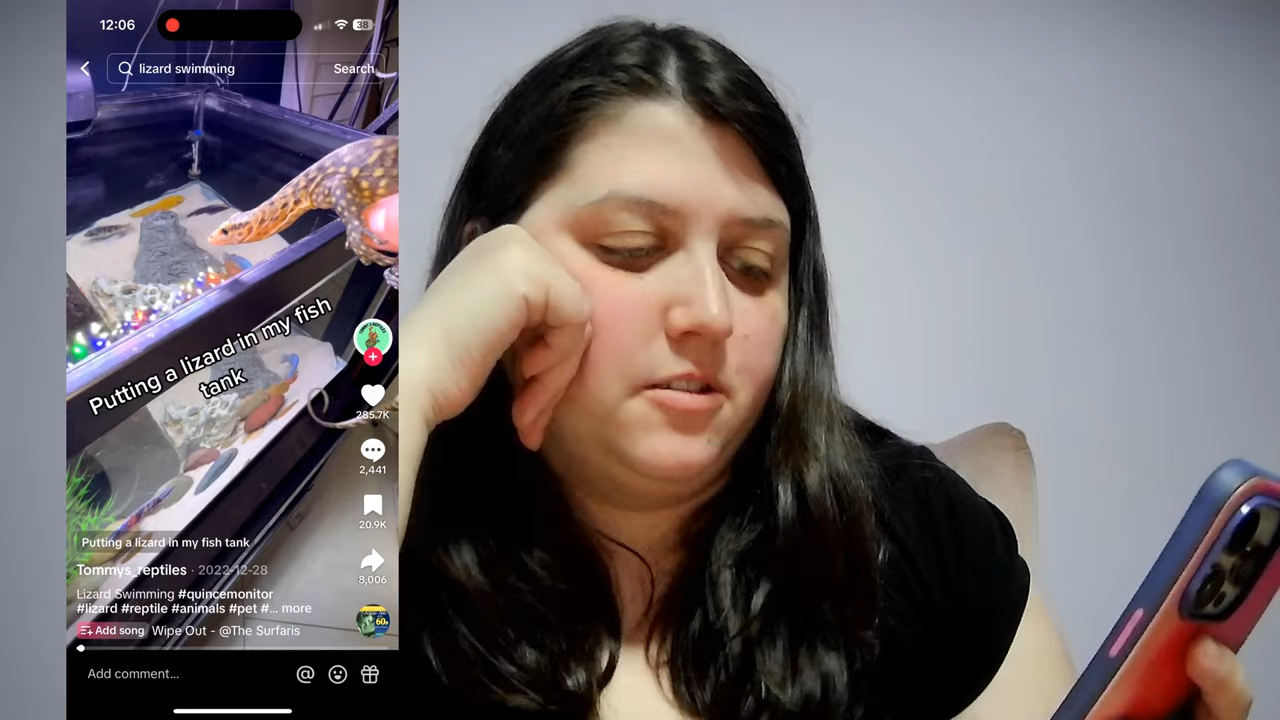 12:06
38
lizard swimming
Search
Putting a lizard in my fish
tank
285.7K
2,441
20.9K
8,006
Putting a lizard in my fish tank
Tommys_reptiles · 2022-12-28
Lizard Swimming #quincemonitor
#lizard #reptile #animals #pet #... more
Add song Wipe Out - @The Surfaris
60s
Add comment...